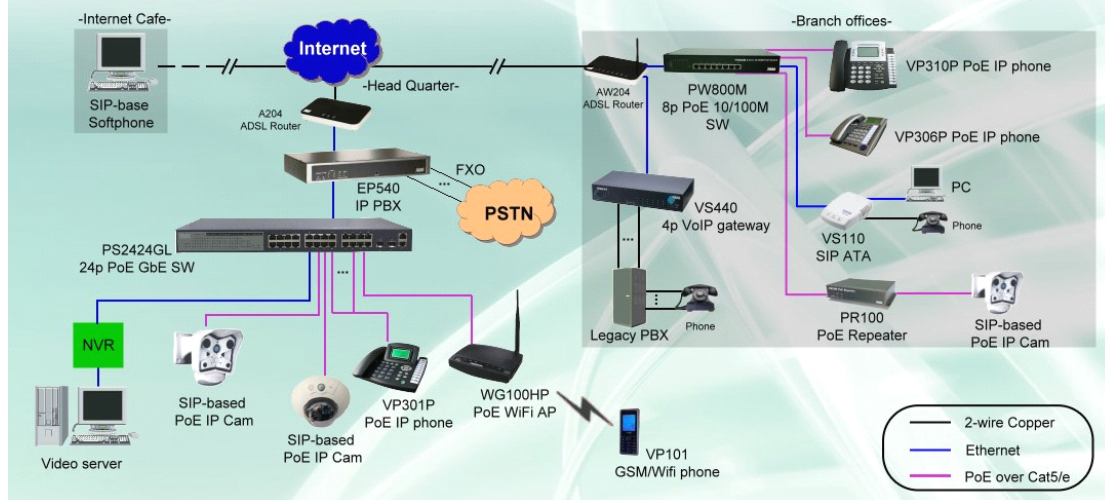 -Internet Cafe-
SIP-base
Softphone
Internet
-Head Quarter-
A204
ADSL Router
FXO
...
EP540
IP PBX
PSTN
PS2424GL
24p PoE GbE SW
...
NVR
Video server
SIP-based
PoE IP Cam
SIP-based
PoE IP Cam
VP301P
PoE IP phone
WG100HP
PoE WiFi AP
VP101
GSM/Wifi phone
-Branch offices-
AW204
ADSL Router
PW800M
8p PoE 10/100M
SW
VP310P PoE IP phone
VP306P PoE IP phone
PC
Phone
VS110
SIP ATA
VS440
4p VoIP gateway
...
Legacy PBX
Phone
PR100
PoE Repeater
SIP-based
PoE IP Cam
2-wire Copper
Ethernet
PoE over Cat5/e